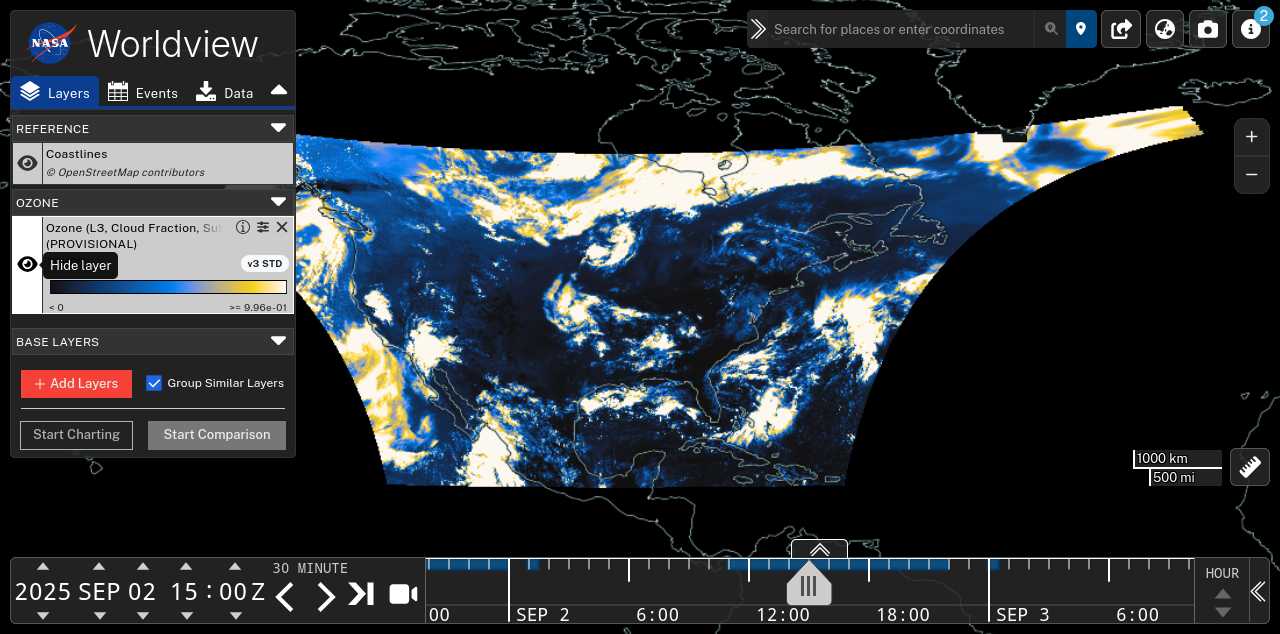 NASA Worldview
Search for places or enter coordinates
2
Layers
Events
Data
REFERENCE
Coastlines
© OpenStreetMap contributors
OZONE
Ozone (L3, Cloud Fraction, Su
(PROVISIONAL)
Hide layer
v3 STD
< 0
>= 9.96e-01
BASE LAYERS
+ Add Layers
Group Similar Layers
Start Charting
Start Comparison
+
−
1000 km
500 mi
2025 SEP 02 15 : 00 Z
30 MINUTE
00
SEP 2
6:00
12:00
18:00
SEP 3
6:00
HOUR